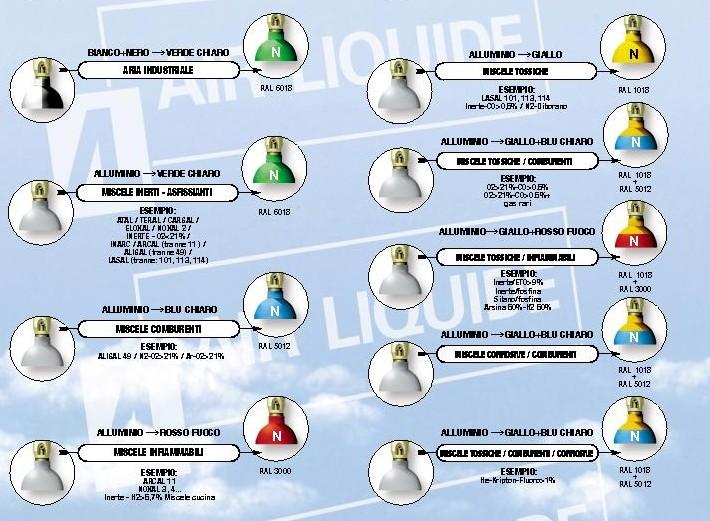 AIR LIQUIDE
BIANCO+NERO → VERDE CHIARO
ARIA INDUSTRIALE
N
RAL 6018
ALLUMINIO → VERDE CHIARO
MISCELE INERTI - ASFISSIANTI
N
RAL 6018
ESEMPIO:
ATAL / TERAL / CARGAL /
ELOXAL / NOXAL 2 /
INERTE - O2<21% /
INARC / ARCAL (tranne 11) /
ALIGAL (tranne 49) /
LASAL (tranne: 101, 113, 114)
ALLUMINIO → BLU CHIARO
MISCELE COMBURENTI
N
RAL 5012
ESEMPIO:
ALIGAL 49 / N2-O2>21% / Ar-O2>21%
ALLUMINIO → ROSSO FUOCO
MISCELE INFIAMMABILI
N
RAL 3000
ESEMPIO:
ARCAL 11
NOXAL 3, 4...
Inerte - H2>5,7% Miscele cucina
ALLUMINIO → GIALLO
MISCELE TOSSICHE
N
RAL 1018
ESEMPIO:
LASAL 101, 113, 114
Inerte-CO>0,5% / N2-Diborano
ALLUMINIO → GIALLO+BLU CHIARO
MISCELE TOSSICHE / COMBURENTI
N
RAL 1018
+
RAL 5012
ESEMPIO:
O2>21%-CO>0.5%
O2>21%-CO>0.5%+
gas rari
ALLUMINIO → GIALLO+ROSSO FUOCO
MISCELE TOSSICHE / INFIAMMABILI
N
RAL 1018
+
RAL 3000
ESEMPIO:
Inerte/ETO>9%
Inerte/fosfina
Silano/fosfina
Arsina 50%-H2 50%
ALLUMINIO → GIALLO+BLU CHIARO
MISCELE CORROSIVE / COMBURENTI
N
RAL 1018
+
RAL 5012
ALLUMINIO → GIALLO+BLU CHIARO
MISCELE TOSSICHE / COMBURENTI / CORROSIVE
N
RAL 1018
+
RAL 5012
ESEMPIO:
He-Kripton-Fluoro>1%
AIR LIQUIDE